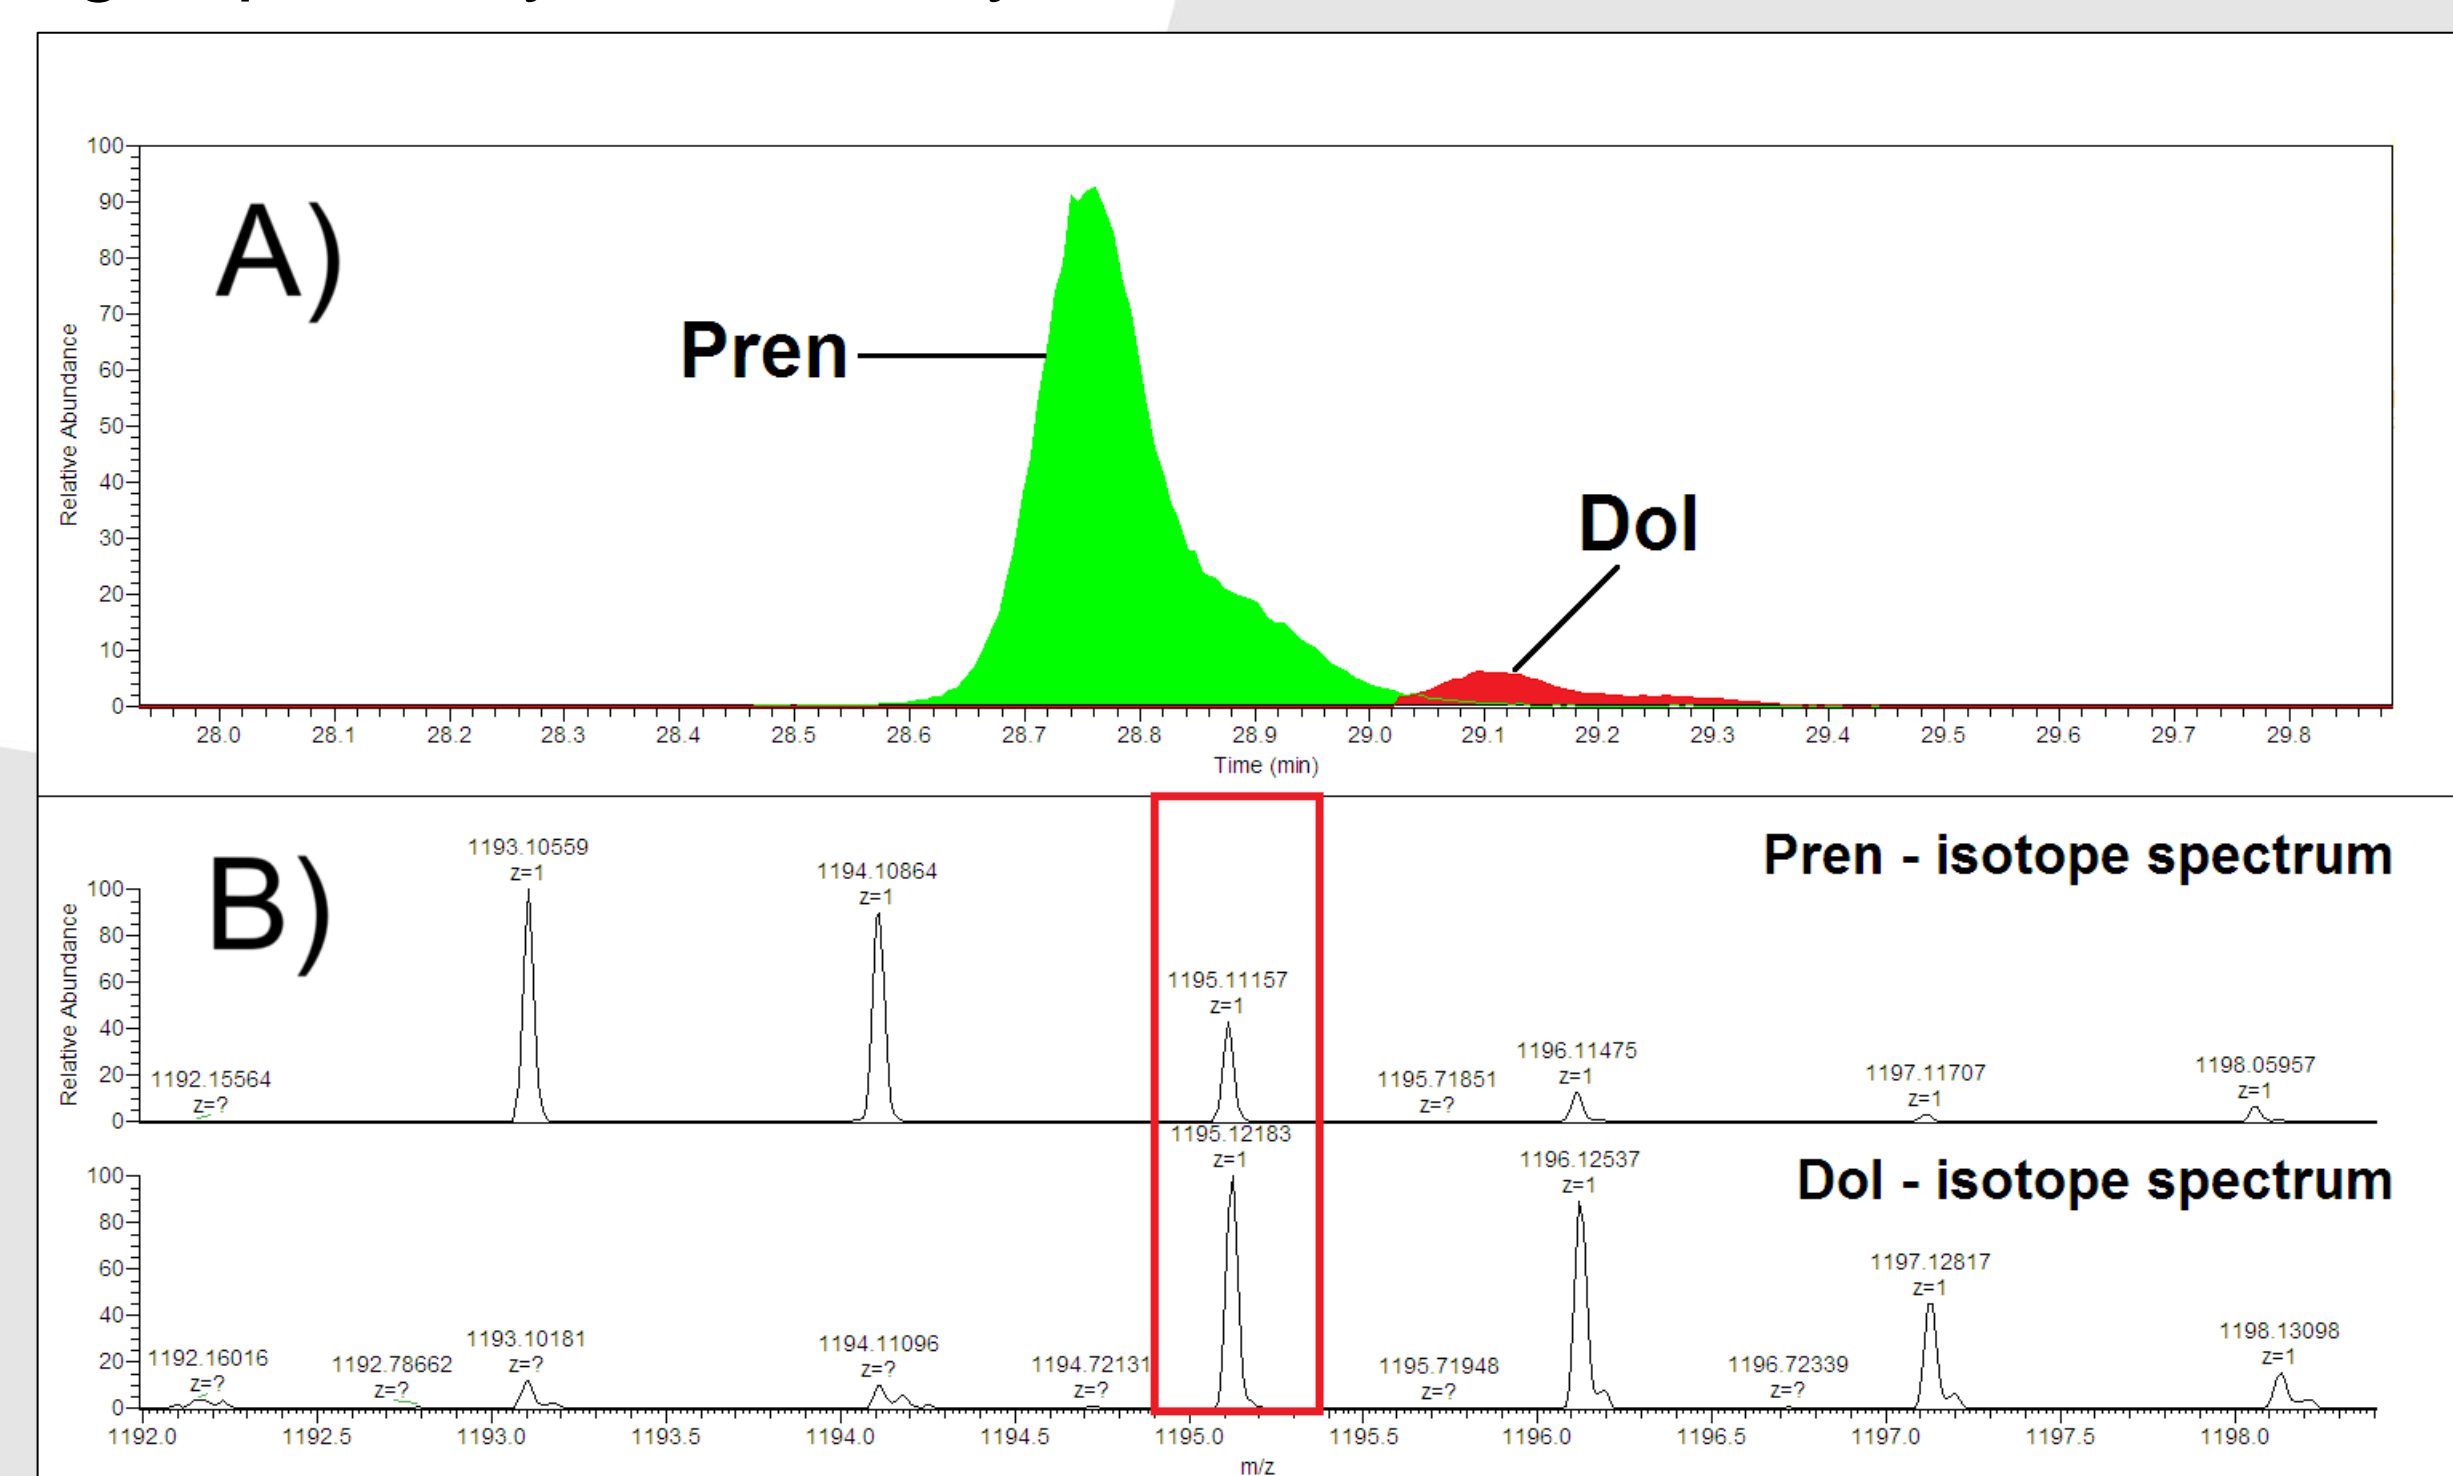 100
90
80
70
60
50
40
30
20
10
0
Relative Abundance
A)
Pren
Dol
28.0 28.1 28.2 28.3 28.4 28.5 28.6 28.7 28.8 28.9 29.0 29.1 29.2 29.3 29.4 29.5 29.6 29.7 29.8
Time (min)
B)
Pren - isotope spectrum
Relative Abundance
100
80
60
40
20
0
1192.15564
z=?
1193.10559
z=1
1194.10864
z=1
1195.11157
z=1
1195.71851
z=?
1196.11475
z=1
1197.11707
z=1
1198.05957
z=1
Dol - isotope spectrum
100
80
60
40
20
0
1192.16016
z=?
1192.78662
z=?
1193.10181
z=?
1194.11096
z=?
1194.72131
z=?
1195.12183
z=1
1195.71948
z=?
1196.12537
z=1
1196.72339
z=?
1197.12817
z=1
1198.13098
z=1
1192.0 1192.5 1193.0 1193.5 1194.0 1194.5 1195.0 1195.5 1196.0 1196.5 1197.0 1197.5 1198.0
m/z